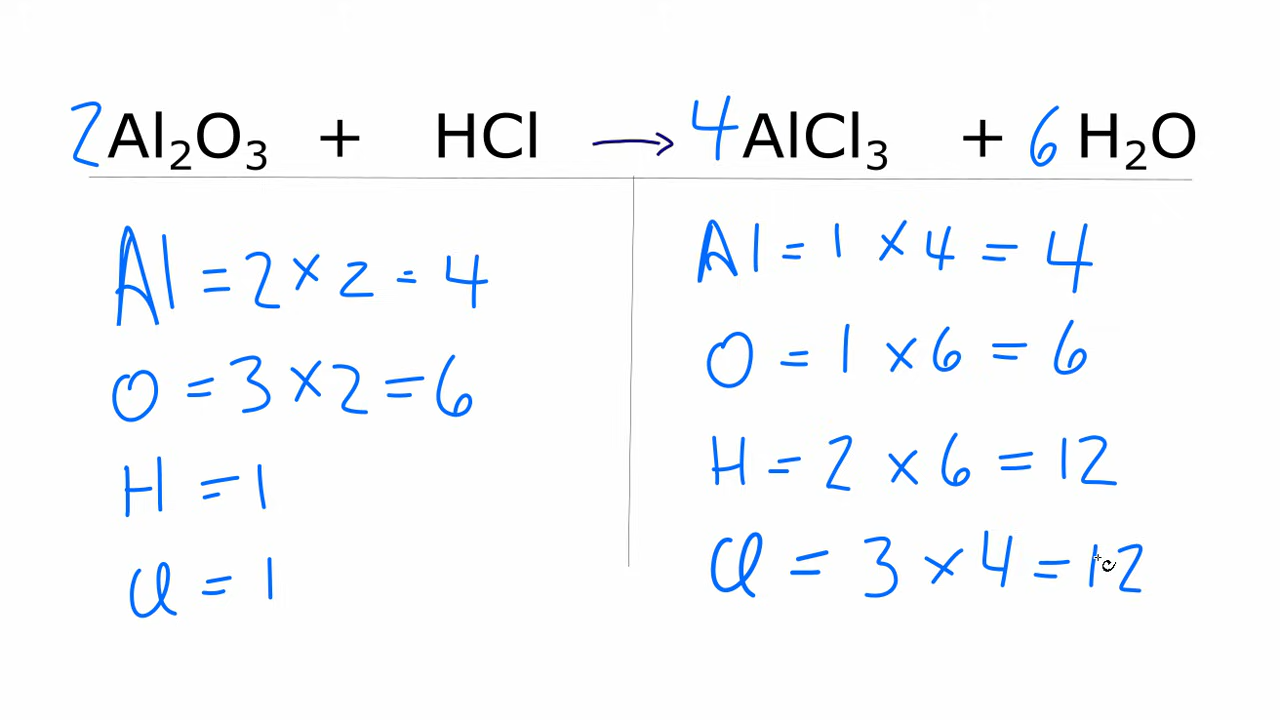 2Al₂O₃ + HCl → 4AlCl₃ + 6H₂O
Al = 2 × 2 = 4
O = 3 × 2 = 6
H = 1
Cl = 1
Al = 1 × 4 = 4
O = 1 × 6 = 6
H = 2 × 6 = 12
Cl = 3 × 4 = 12